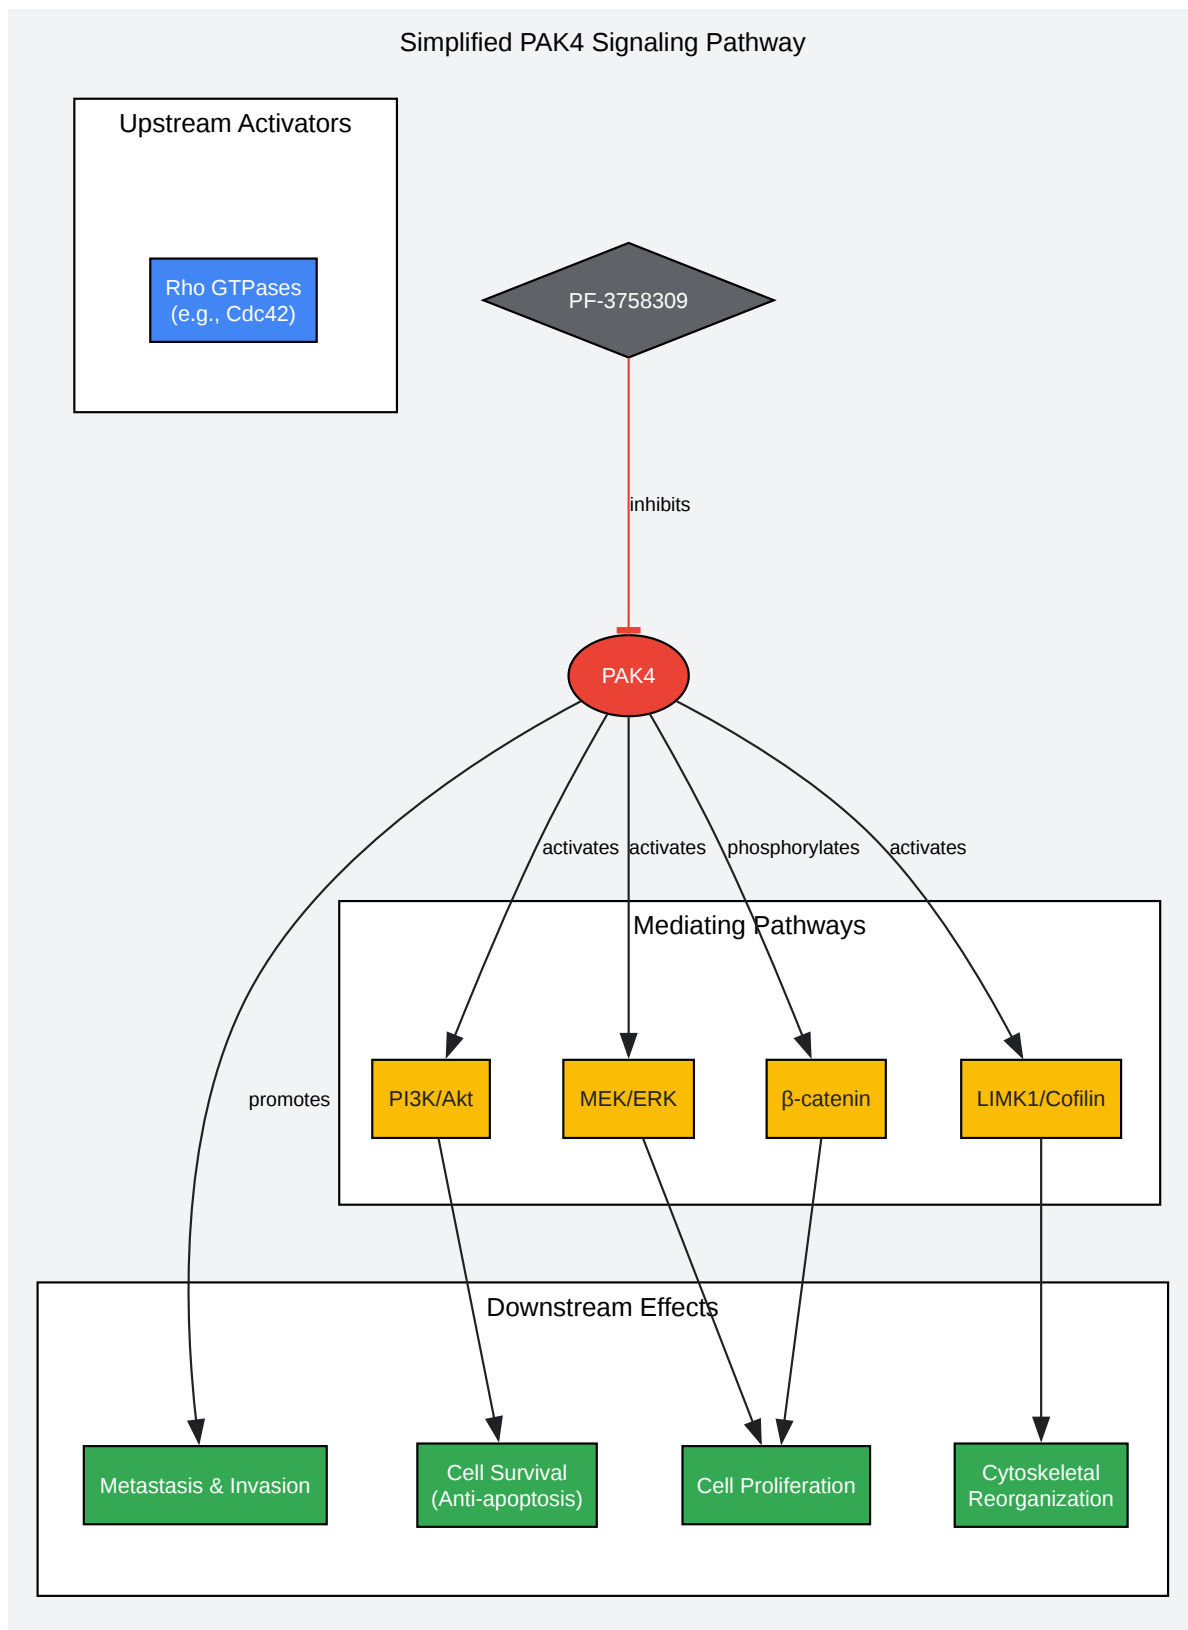 Simplified PAK4 Signaling Pathway
Upstream Activators
Rho GTPases
(e.g., Cdc42)
PF-3758309
inhibits
PAK4
activates
activates
phosphorylates
activates
Mediating Pathways
promotes
PI3K/Akt
MEK/ERK
β-catenin
LIMK1/Cofilin
Downstream Effects
Metastasis & Invasion
Cell Survival
(Anti-apoptosis)
Cell Proliferation
Cytoskeletal
Reorganization